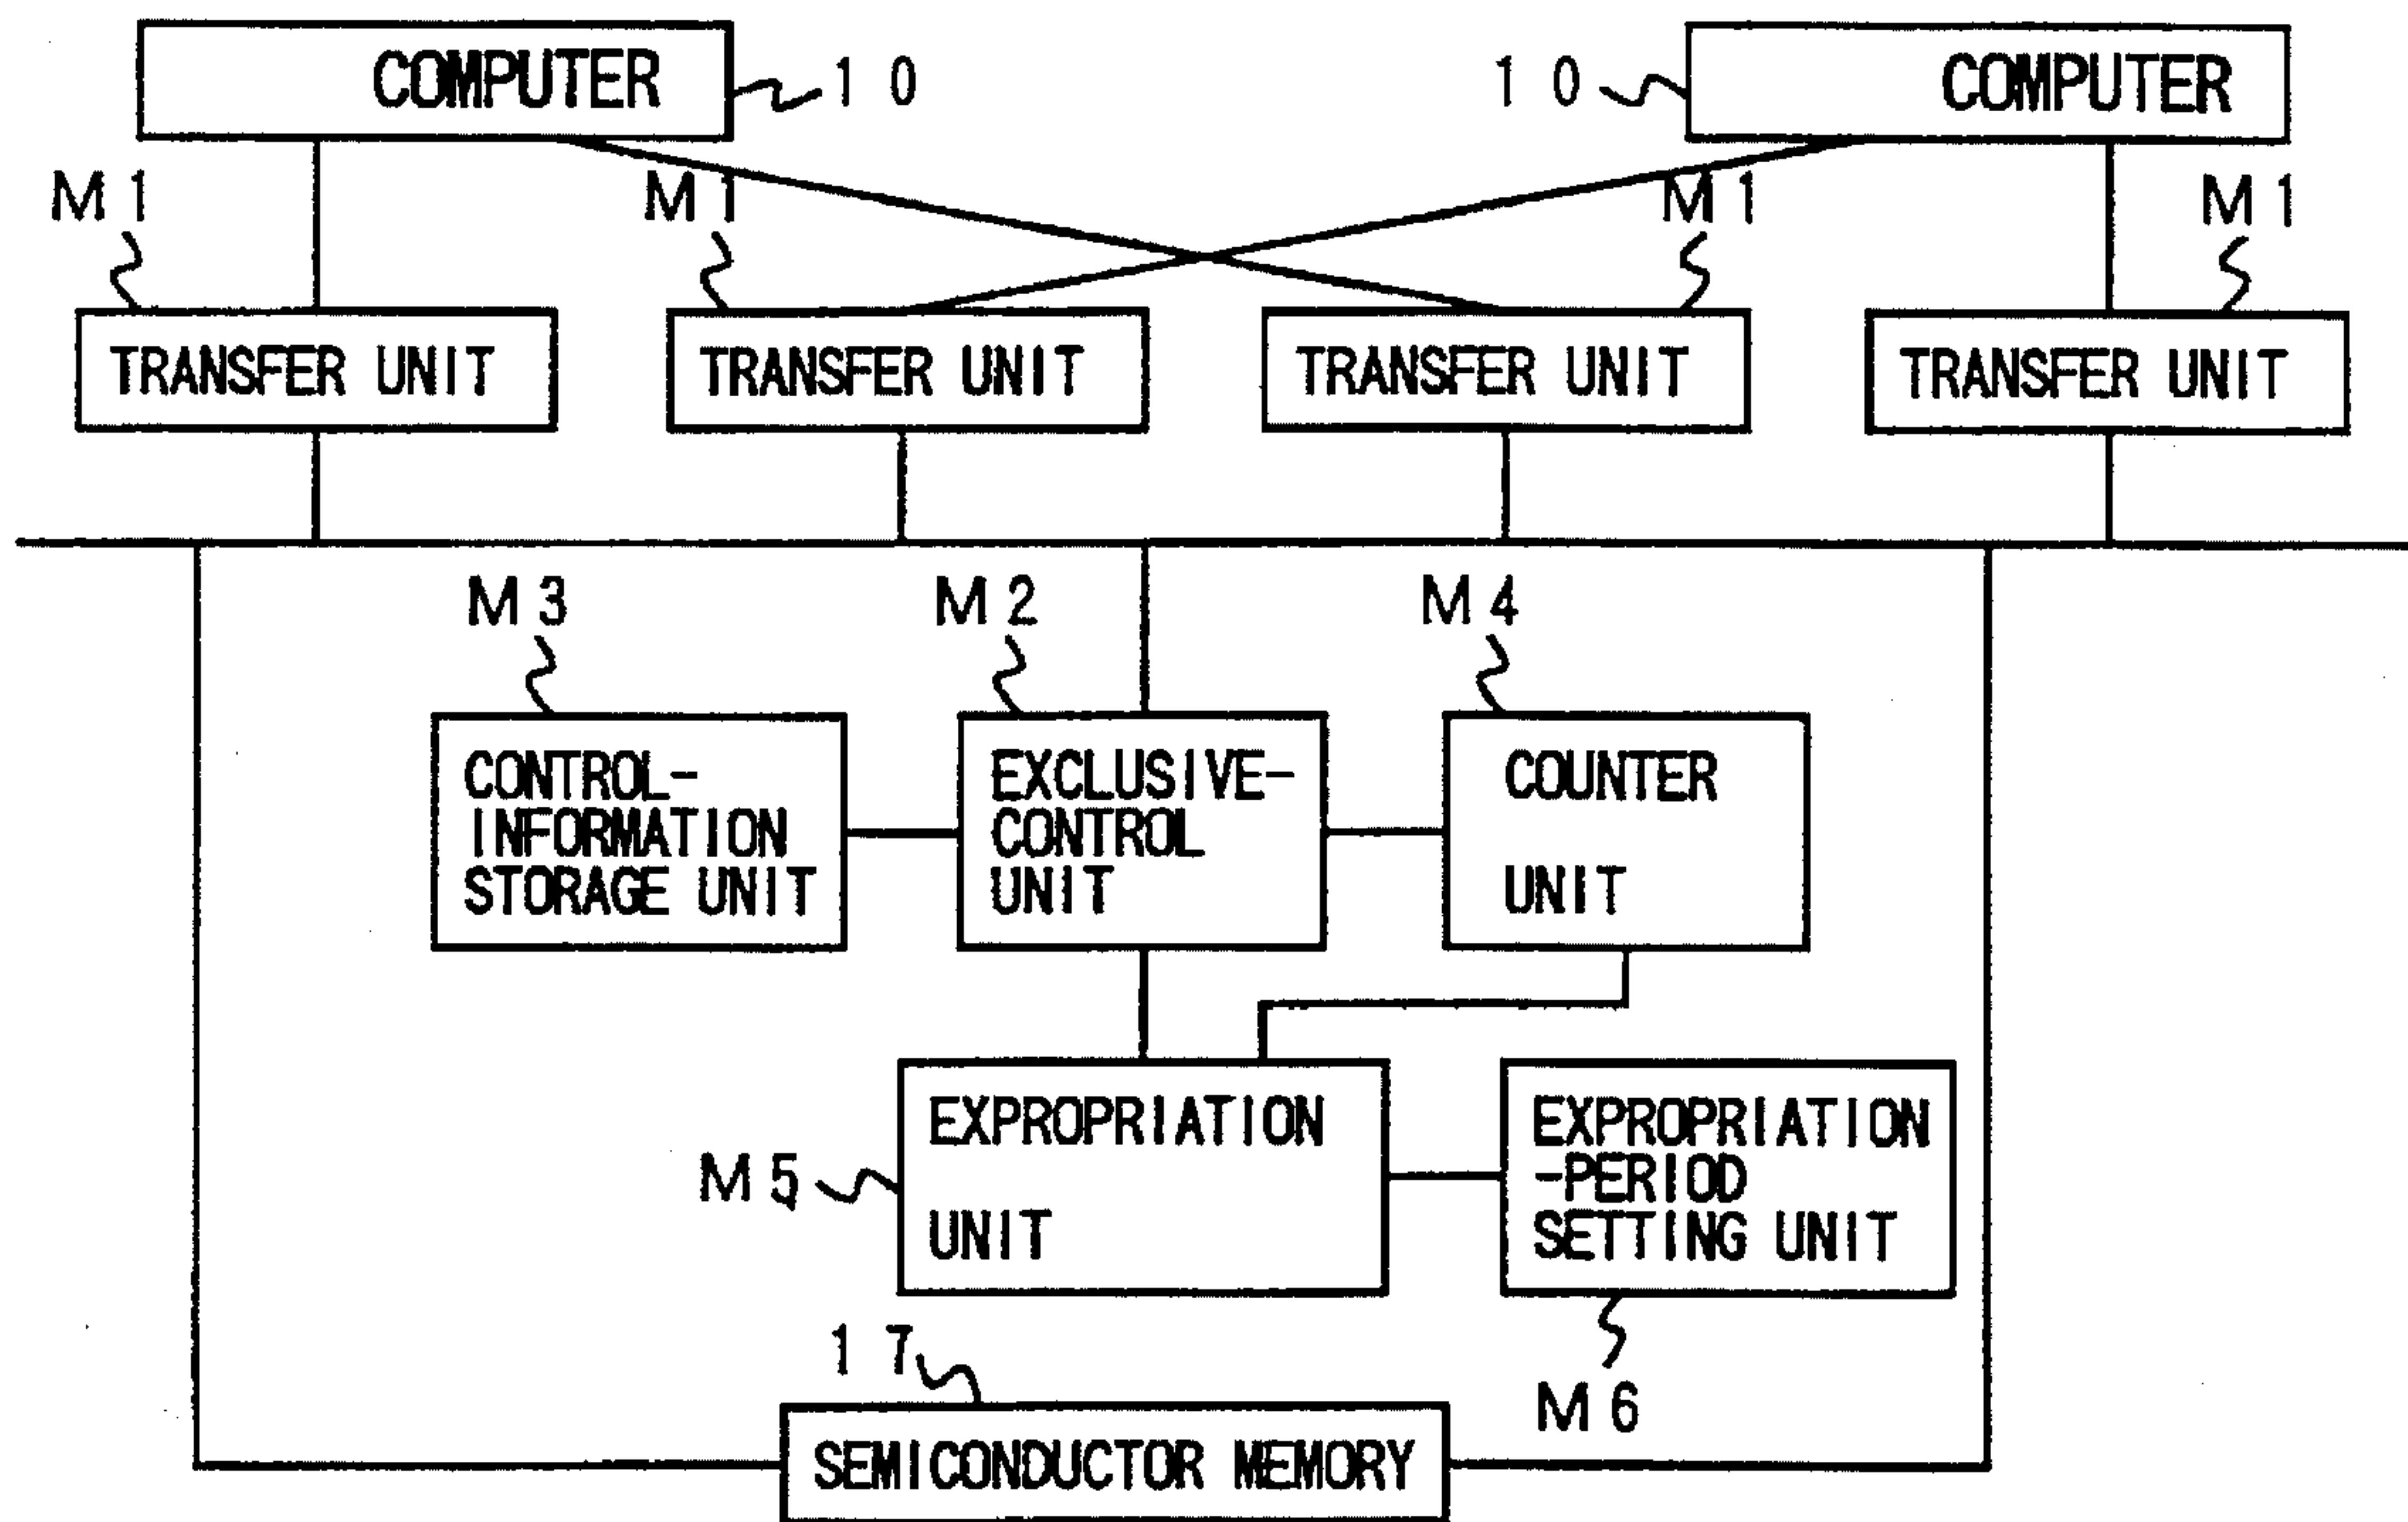 COMPUTER
10
10
COMPUTER
M1
M1
M1
M1
TRANSFER UNIT
TRANSFER UNIT
TRANSFER UNIT
TRANSFER UNIT
M3
M2
M4
CONTROL-
INFORMATION
STORAGE UNIT
EXCLUSIVE-
CONTROL
UNIT
COUNTER
UNIT
M5
EXPROPRIATION
UNIT
EXPROPRIATION
-PERIOD
SETTING UNIT
17
M6
SEMICONDUCTOR MEMORY